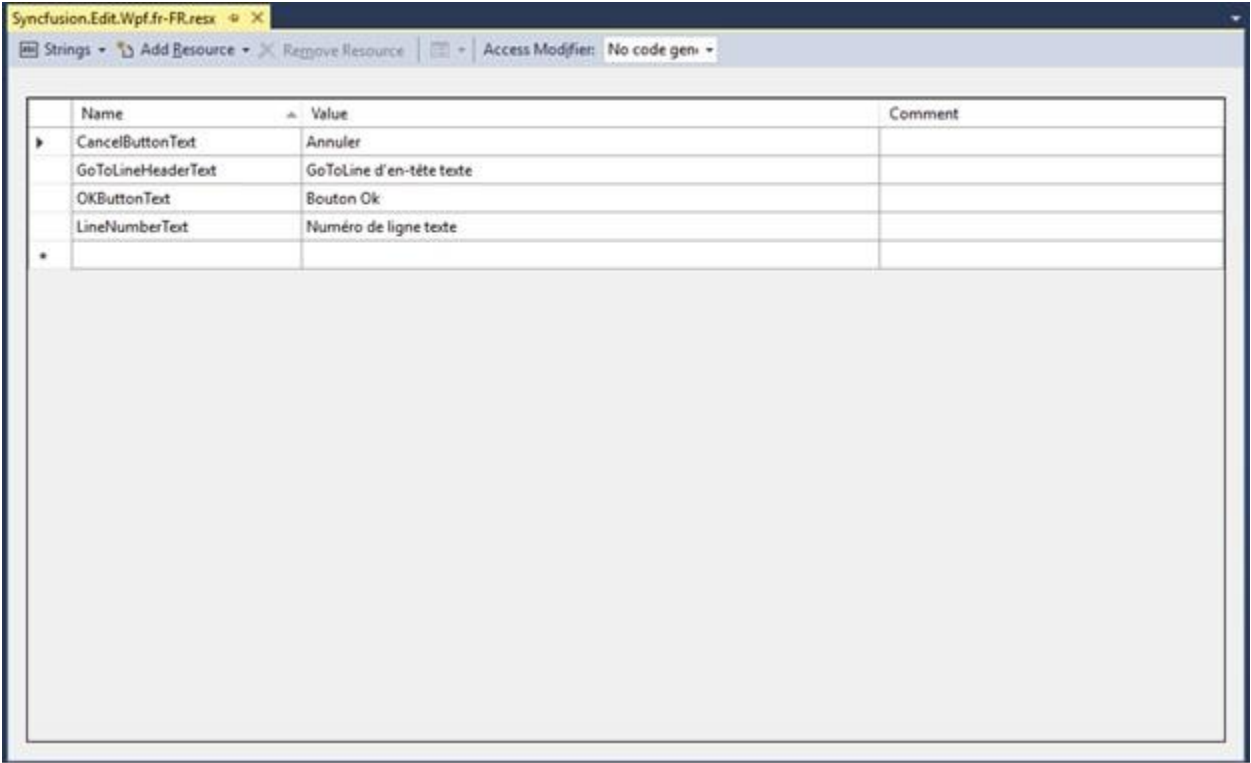 Syncfusion.Edit.Wpf.fr-FR.resx
Strings Add Resource Remove Resource Access Modifier: No code gen
Name Value Comment
CancelButtonText Annuler
GoToLineHeaderText GoToLine d'en-tête texte
OKButtonText Bouton Ok
LineNumberText Numéro de ligne texte